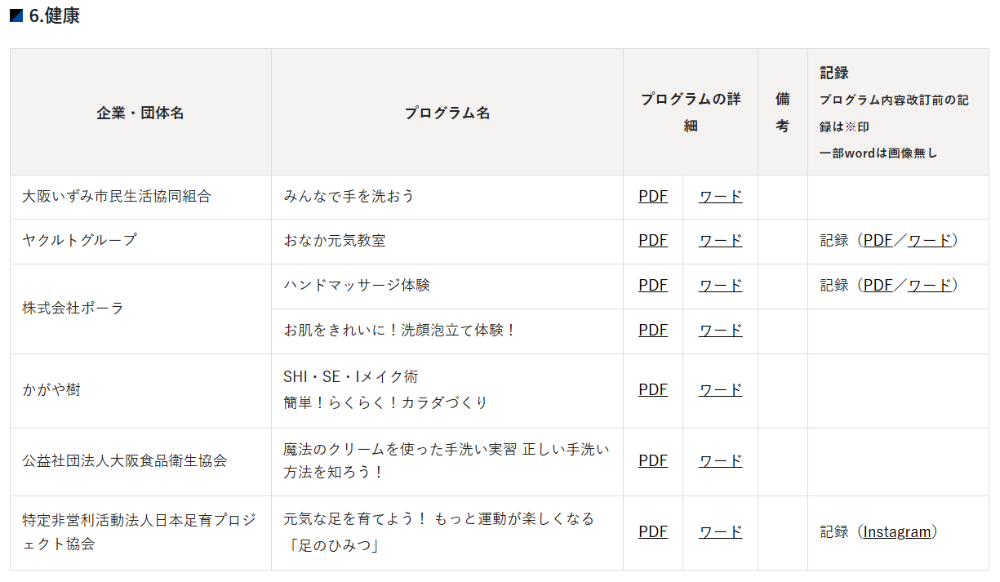 6.健康
企業・団体名
プログラム名
プログラムの詳
細
備
考
記録
プログラム内容改訂前の記
録は※印
一部wordは画像無し
大阪いずみ市民生活協同組合
みんなで手を洗おう
PDF
ワード
ヤクルトグループ
おなか元気教室
PDF
ワード
記録（PDF／ワード）
株式会社ポーラ
ハンドマッサージ体験
PDF
ワード
記録（PDF／ワード）
お肌をきれいに！洗顔泡立て体験！
PDF
ワード
かがや樹
SHI・SE・Iメイク術
簡単！らくらく！カラダづくり
PDF
ワード
公益社団法人大阪食品衛生協会
魔法のクリームを使った手洗い実習 正しい手洗い
方法を知ろう！
PDF
ワード
特定非営利活動法人日本足育プロジ
ェクト協会
元気な足を育てよう！ もっと運動が楽しくなる
「足のひみつ」
PDF
ワード
記録（Instagram）